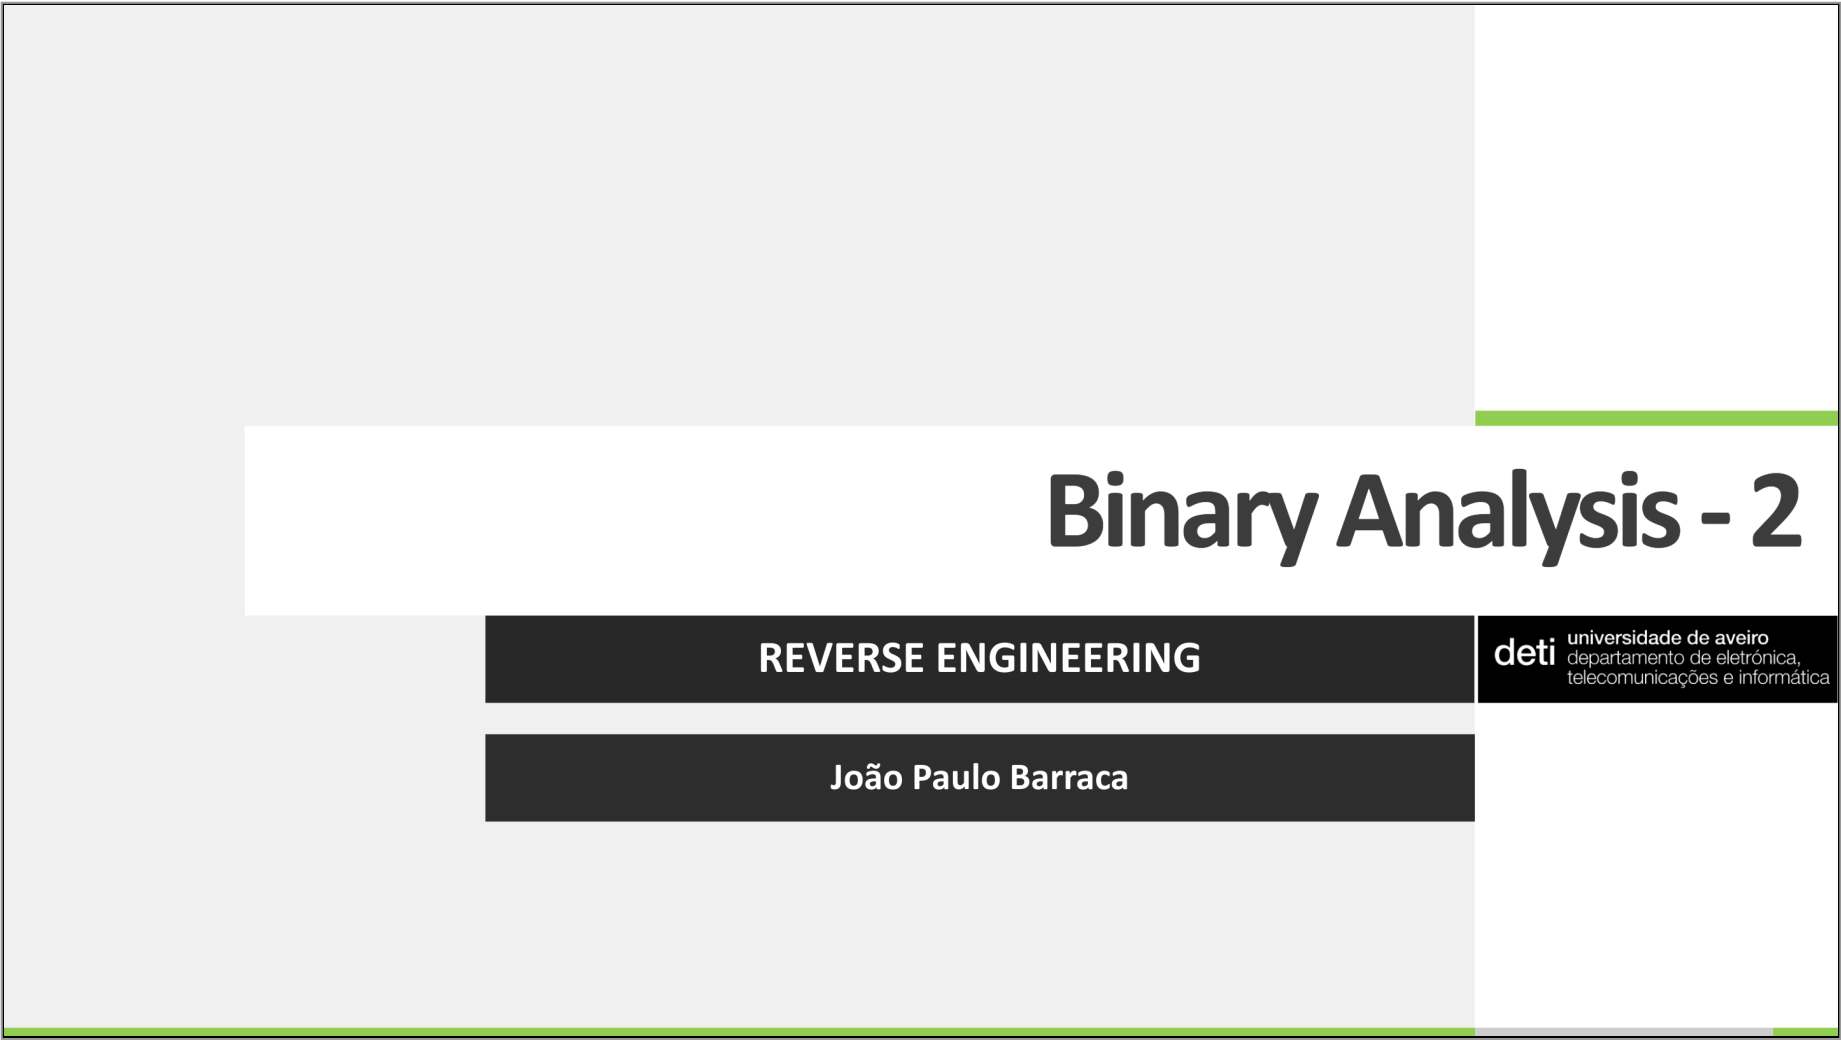 Binary Analysis - 2
REVERSE ENGINEERING
deti
universidade de aveiro
departamento de eletrónica,
telecomunicações e informática
João Paulo Barraca